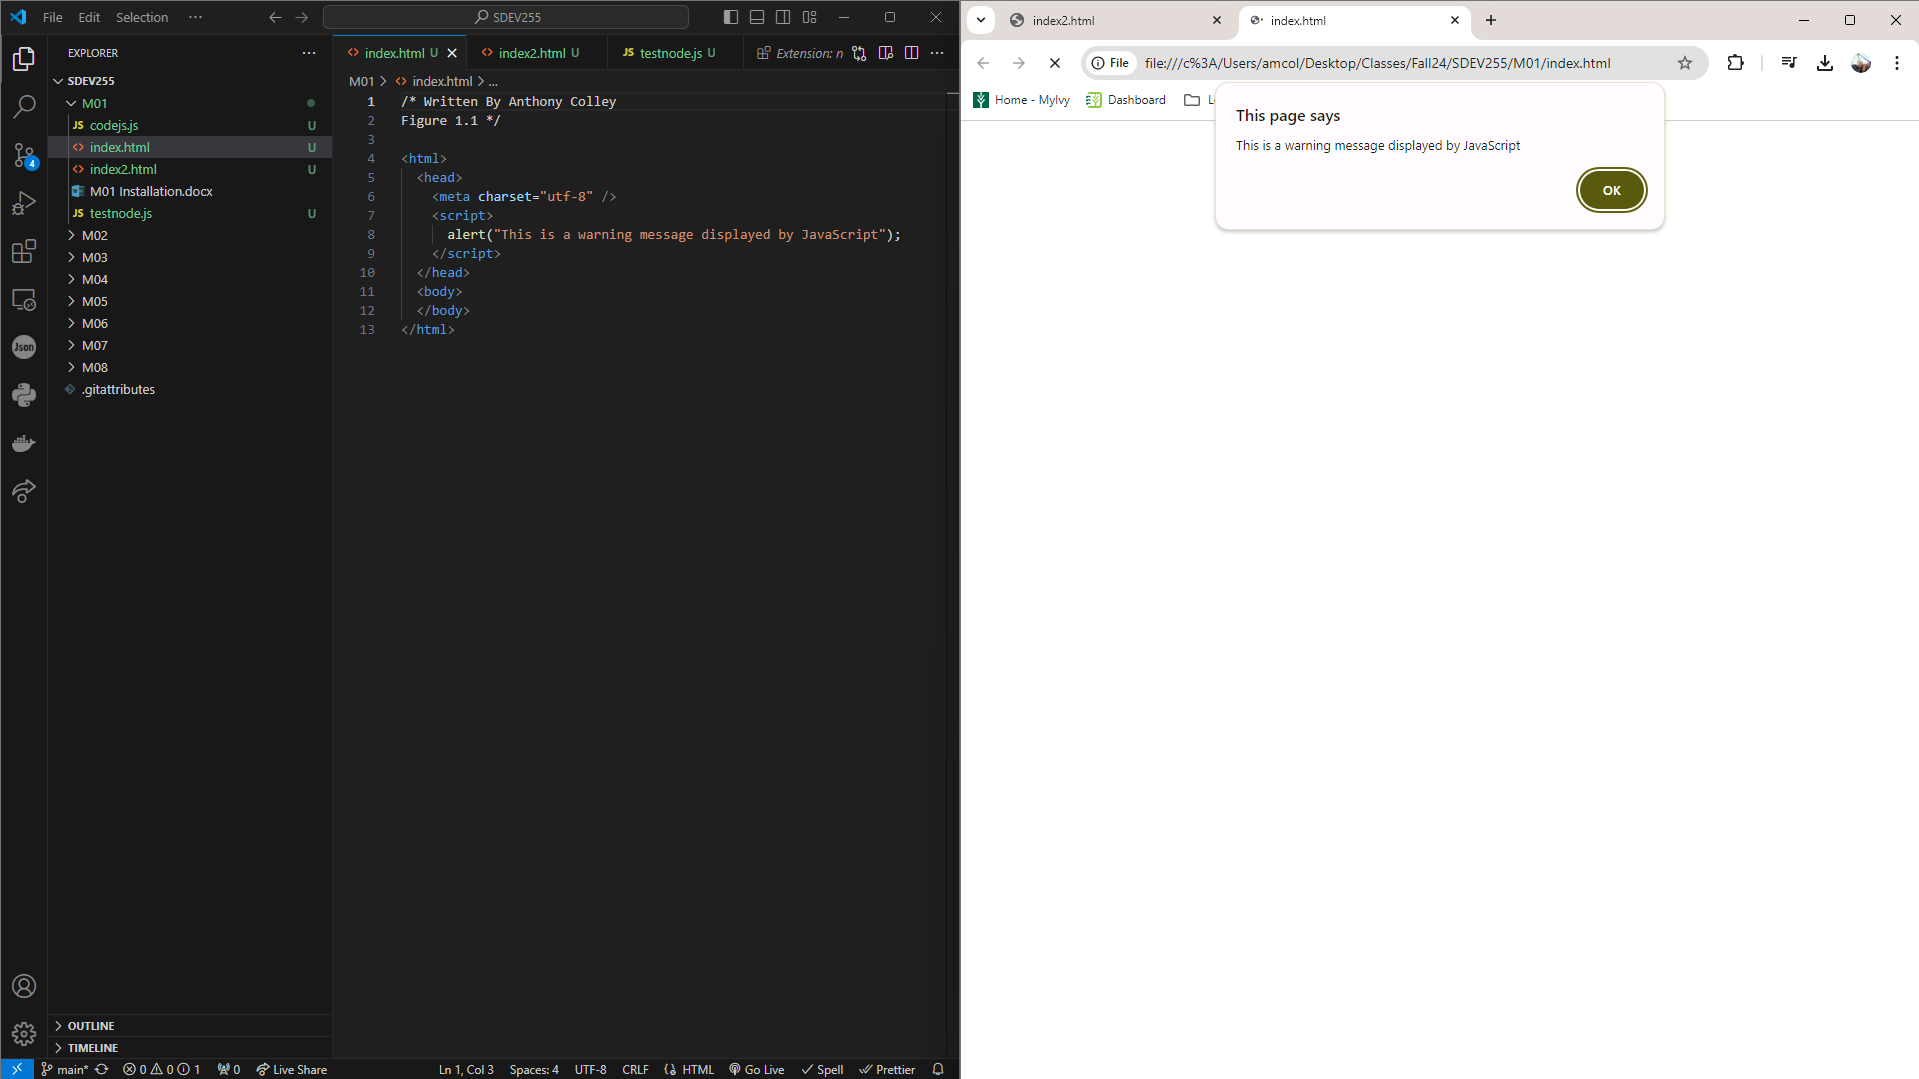 File Edit Selection ··· SDEV255
EXPLORER
SDEV255
M01
JS codejs.js U
index.html U
index2.html U
M01 Installation.docx
JS testnode.js U
M02
M03
M04
M05
M06
M07
M08
.gitattributes
OUTLINE
TIMELINE
4
Json
index.html U index2.html U JS testnode.js U Extension: n
M01 > index.html > ...
1 /* Written By Anthony Colley
2 Figure 1.1 */
3
4 <html>
5 <head>
6 <meta charset="utf-8" />
7 <script>
8 alert("This is a warning message displayed by JavaScript");
9 </script>
10 </head>
11 <body>
12 </body>
13 </html>
main* 0 0 1 0 Live Share Ln 1, Col 3 Spaces: 4 UTF-8 CRLF HTML Go Live Spell Prettier
index2.html index.html
File file:///c%3A/Users/amcol/Desktop/Classes/Fall24/SDEV255/M01/index.html
Home - MyIvy Dashboard
This page says
This is a warning message displayed by JavaScript
OK